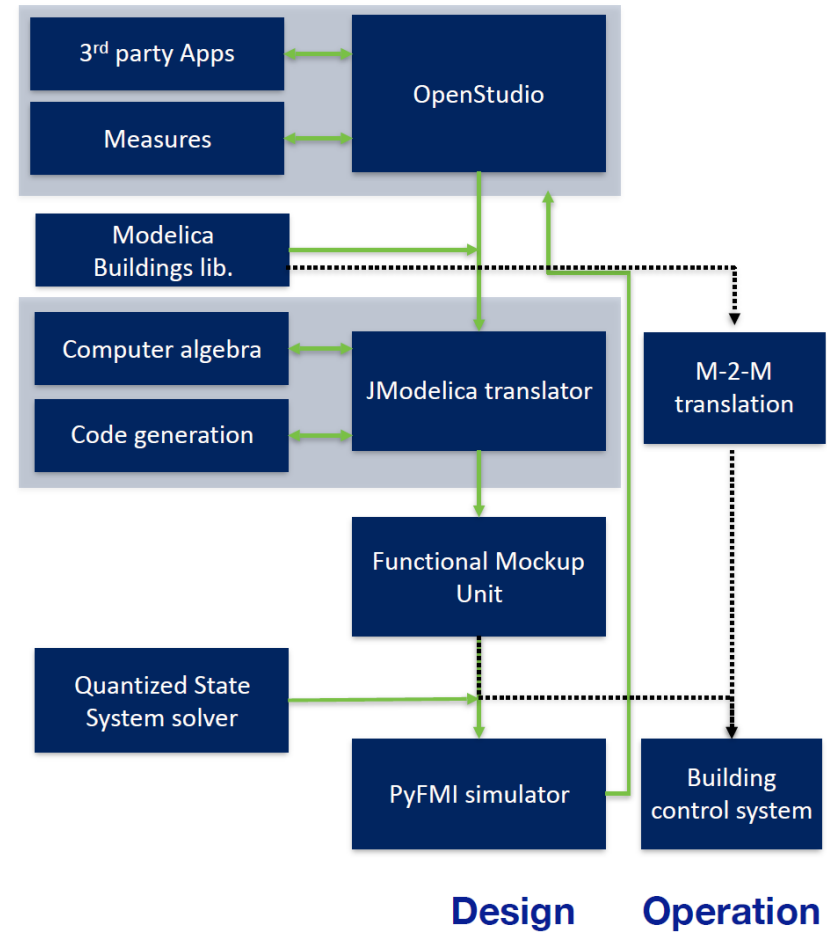 3rd party Apps
OpenStudio
Measures
Modelica
Buildings lib.
Computer algebra
JModelica translator
M-2-M
translation
Code generation
Functional Mockup
Unit
Quantized State
System solver
PyFMI simulator
Building
control system
Design
Operation